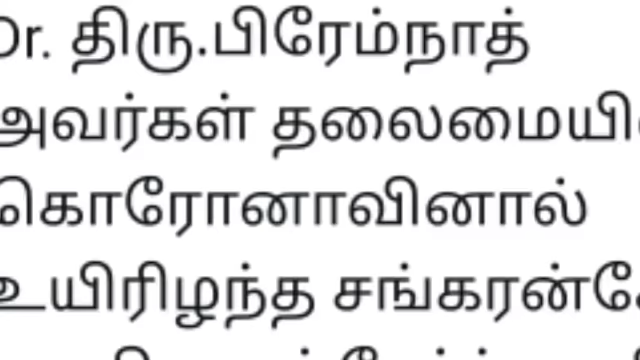 Dr. திரு.பிரேம்நாத்
அவர்கள் தலைமையி
கொரோனாவினால்
உயிரிழந்த சங்கரன்கே